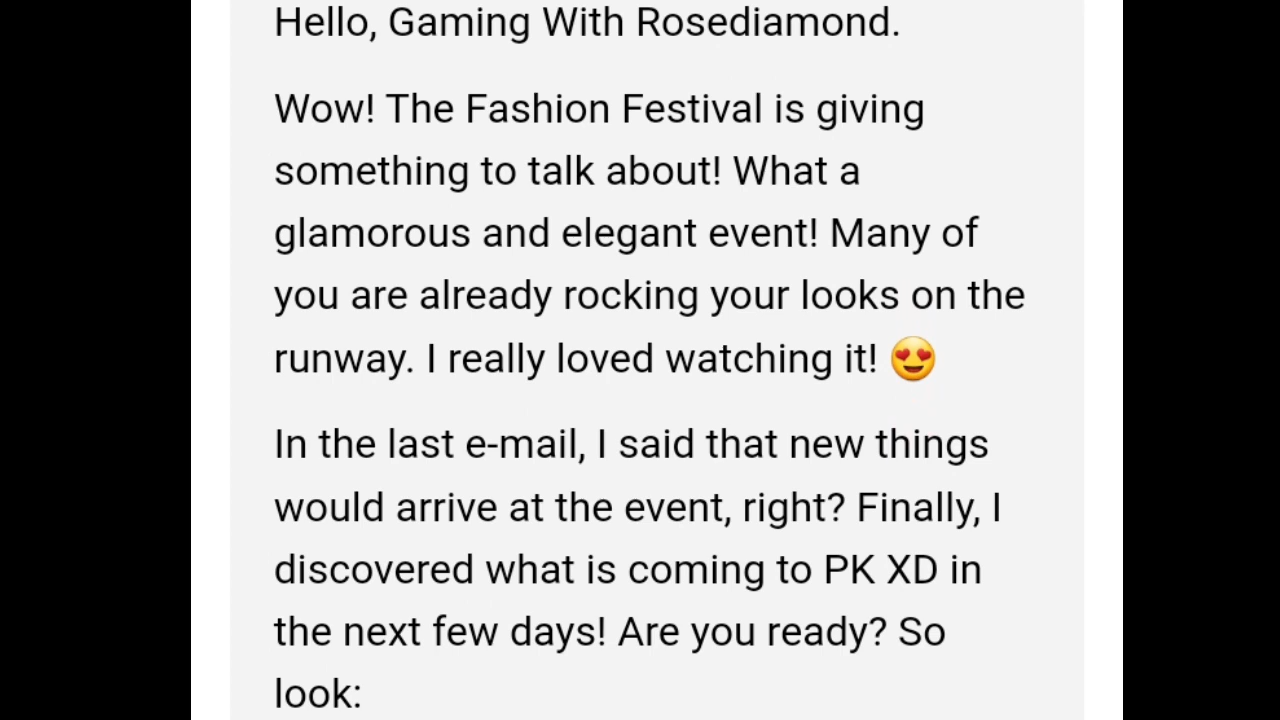 Hello, Gaming With Rosediamond.
Wow! The Fashion Festival is giving
something to talk about! What a
glamorous and elegant event! Many of
you are already rocking your looks on the
runway. I really loved watching it! 😍
In the last e-mail, I said that new things
would arrive at the event, right? Finally, I
discovered what is coming to PK XD in
the next few days! Are you ready? So
look: